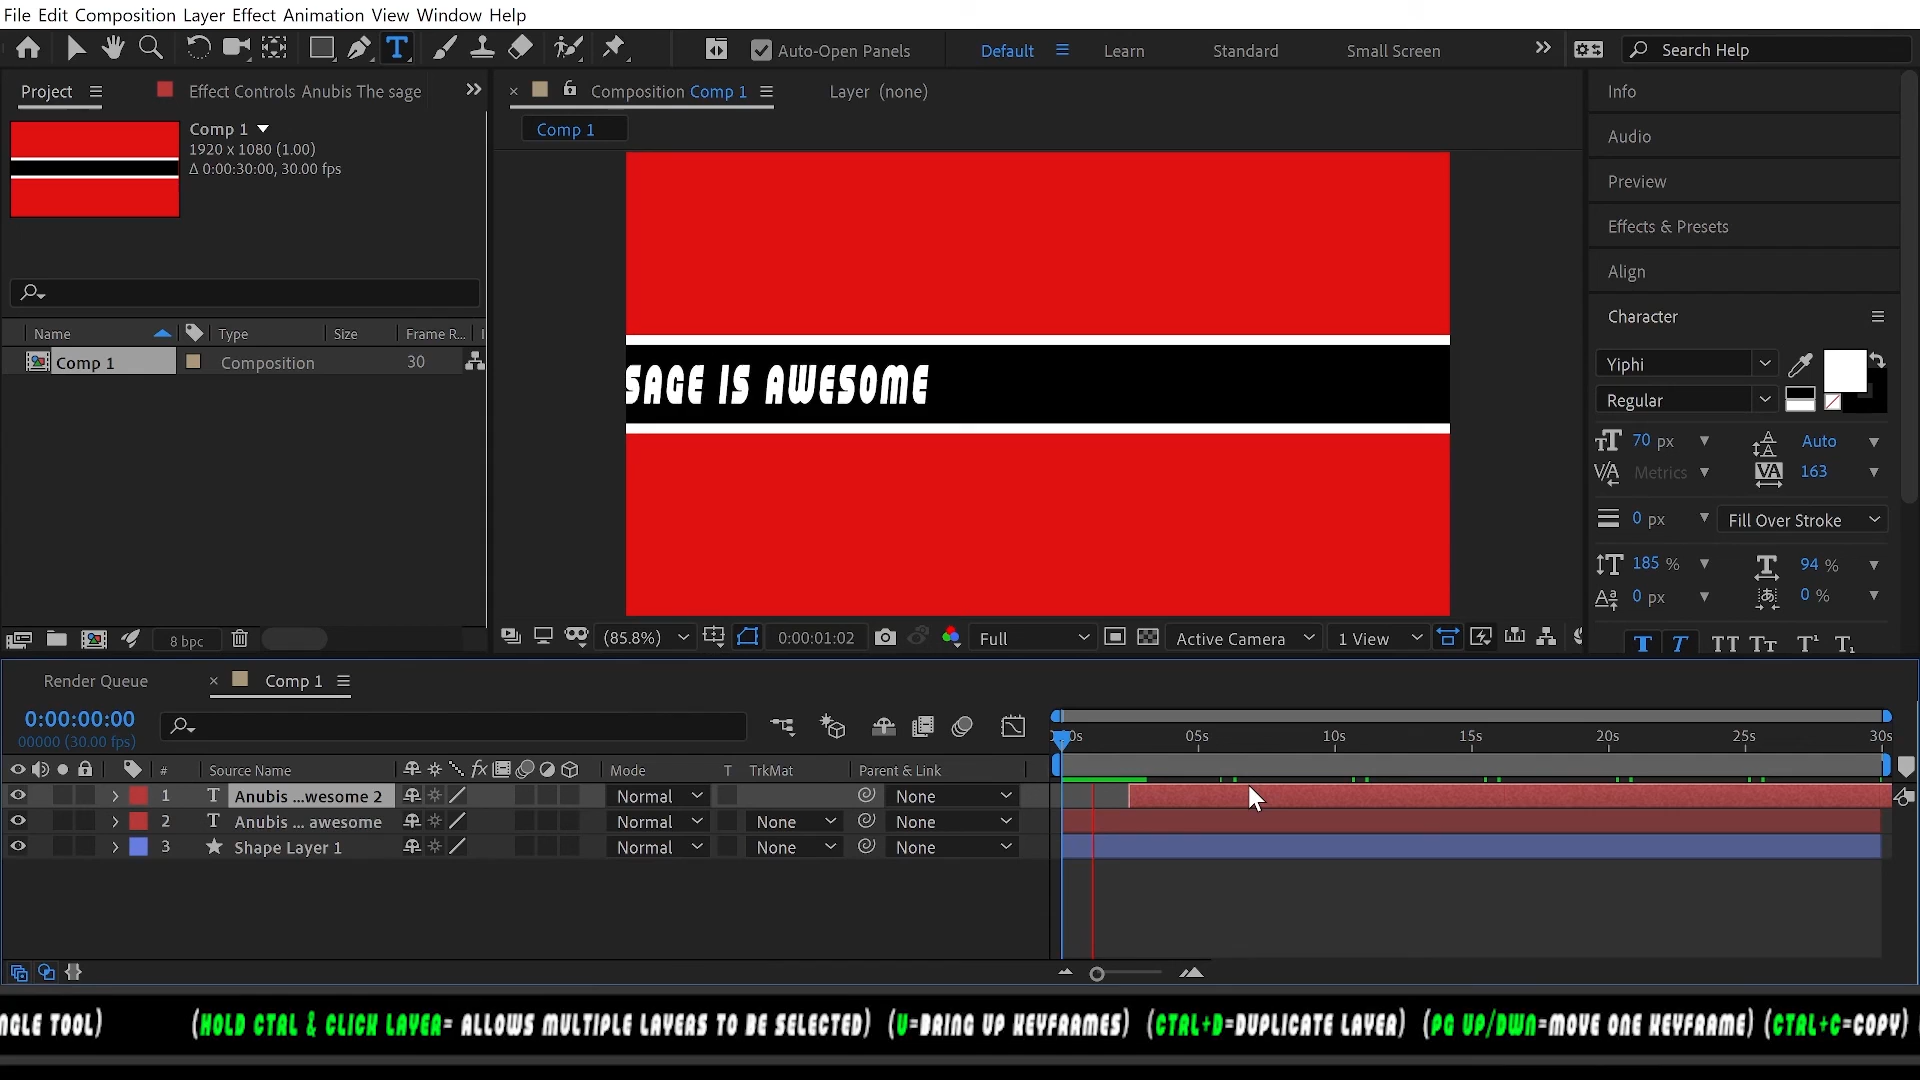 File Edit Composition Layer Effect Animation View Window Help
Auto-Open Panels
Default
Learn
Standard
Small Screen
Search Help
Project
Effect Controls Anubis The sage
Composition Comp 1
Layer (none)
Comp 1
Comp 1
1920 x 1080 (1.00)
Δ 0:00:30:00, 30.00 fps
Name
Type
Size
Frame R...
Comp 1
Composition
30
8 bpc
SAGE IS AWESOME
(85.8%)
0:00:01:02
Full
Active Camera
1 View
Info
Audio
Preview
Effects & Presets
Align
Character
Yiphi
Regular
70 px
Auto
Metrics
163
0 px
Fill Over Stroke
185 %
94 %
0 px
0 %
Render Queue
Comp 1
0:00:00:00
00000 (30.00 fps)
05s
10s
15s
20s
25s
30s
#
Source Name
Mode
T
TrkMat
Parent & Link
1
Anubis ...wesome 2
Normal
None
2
Anubis ... awesome
Normal
None
None
3
Shape Layer 1
Normal
None
None
NGLE TOOL) (HOLD CTRL & CLICK LAYER= ALLOWS MULTIPLE LAYERS TO BE SELECTED) (U=BRING UP KEYFRAMES) (CTRL+D=DUPLICATE LAYER) (PG UP/DWN=MOVE ONE KEYFRAME) (CTRL+C=COPY)